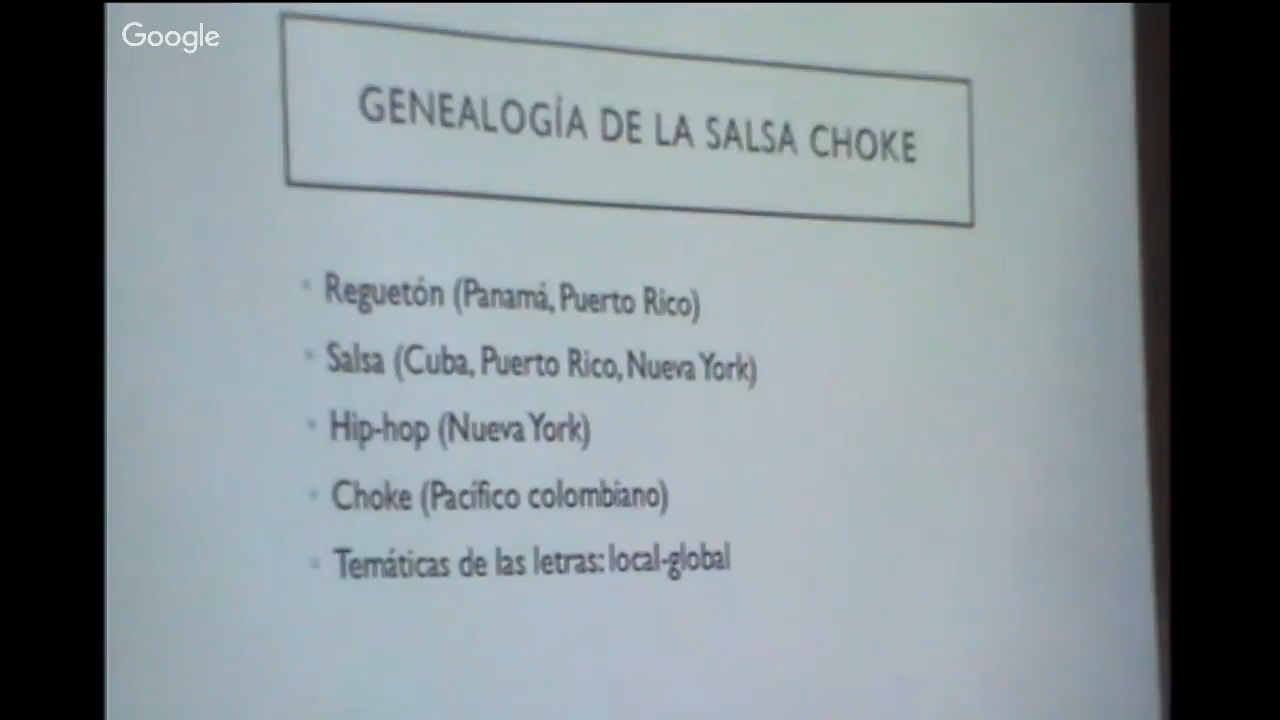 Google
GENEALOGÍA DE LA SALSA CHOKE
Reguetón (Panamá, Puerto Rico)
Salsa (Cuba, Puerto Rico, Nueva York)
Hip-hop (Nueva York)
Choke (Pacífico colombiano)
Temáticas de las letras: local-global